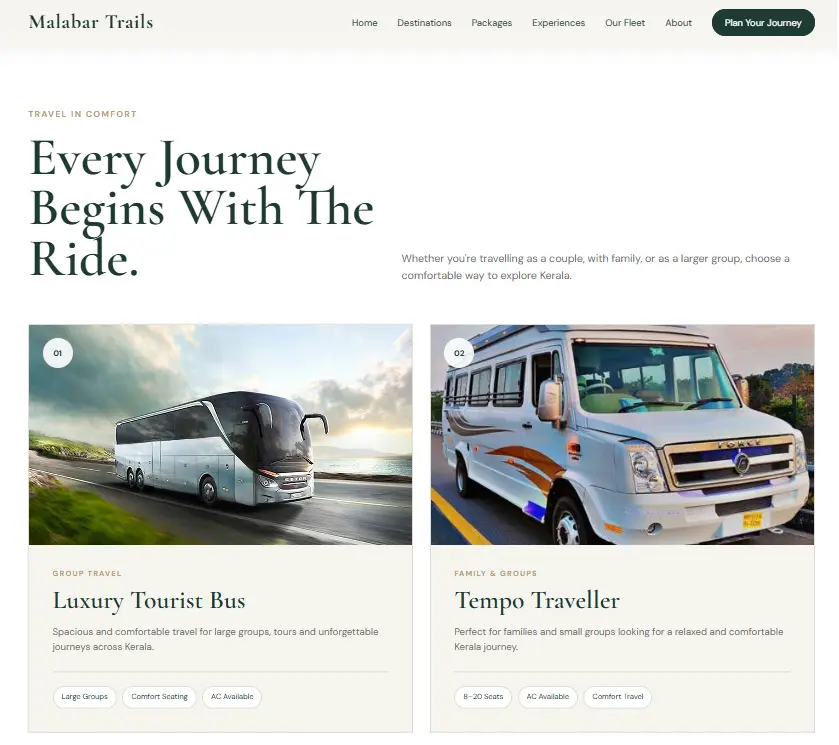 Malabar Trails
Home Destinations Packages Experiences Our Fleet About Plan Your Journey
TRAVEL IN COMFORT
Every Journey
Begins With The
Ride.
Whether you're travelling as a couple, with family, or as a larger group, choose a
comfortable way to explore Kerala.
01
02
FORCE
GROUP TRAVEL
Luxury Tourist Bus
Spacious and comfortable travel for large groups, tours and unforgettable
journeys across Kerala.
Large Groups Comfort Seating AC Available
FAMILY & GROUPS
Tempo Traveller
Perfect for families and small groups looking for a relaxed and comfortable
Kerala journey.
8–20 Seats AC Available Comfort Travel